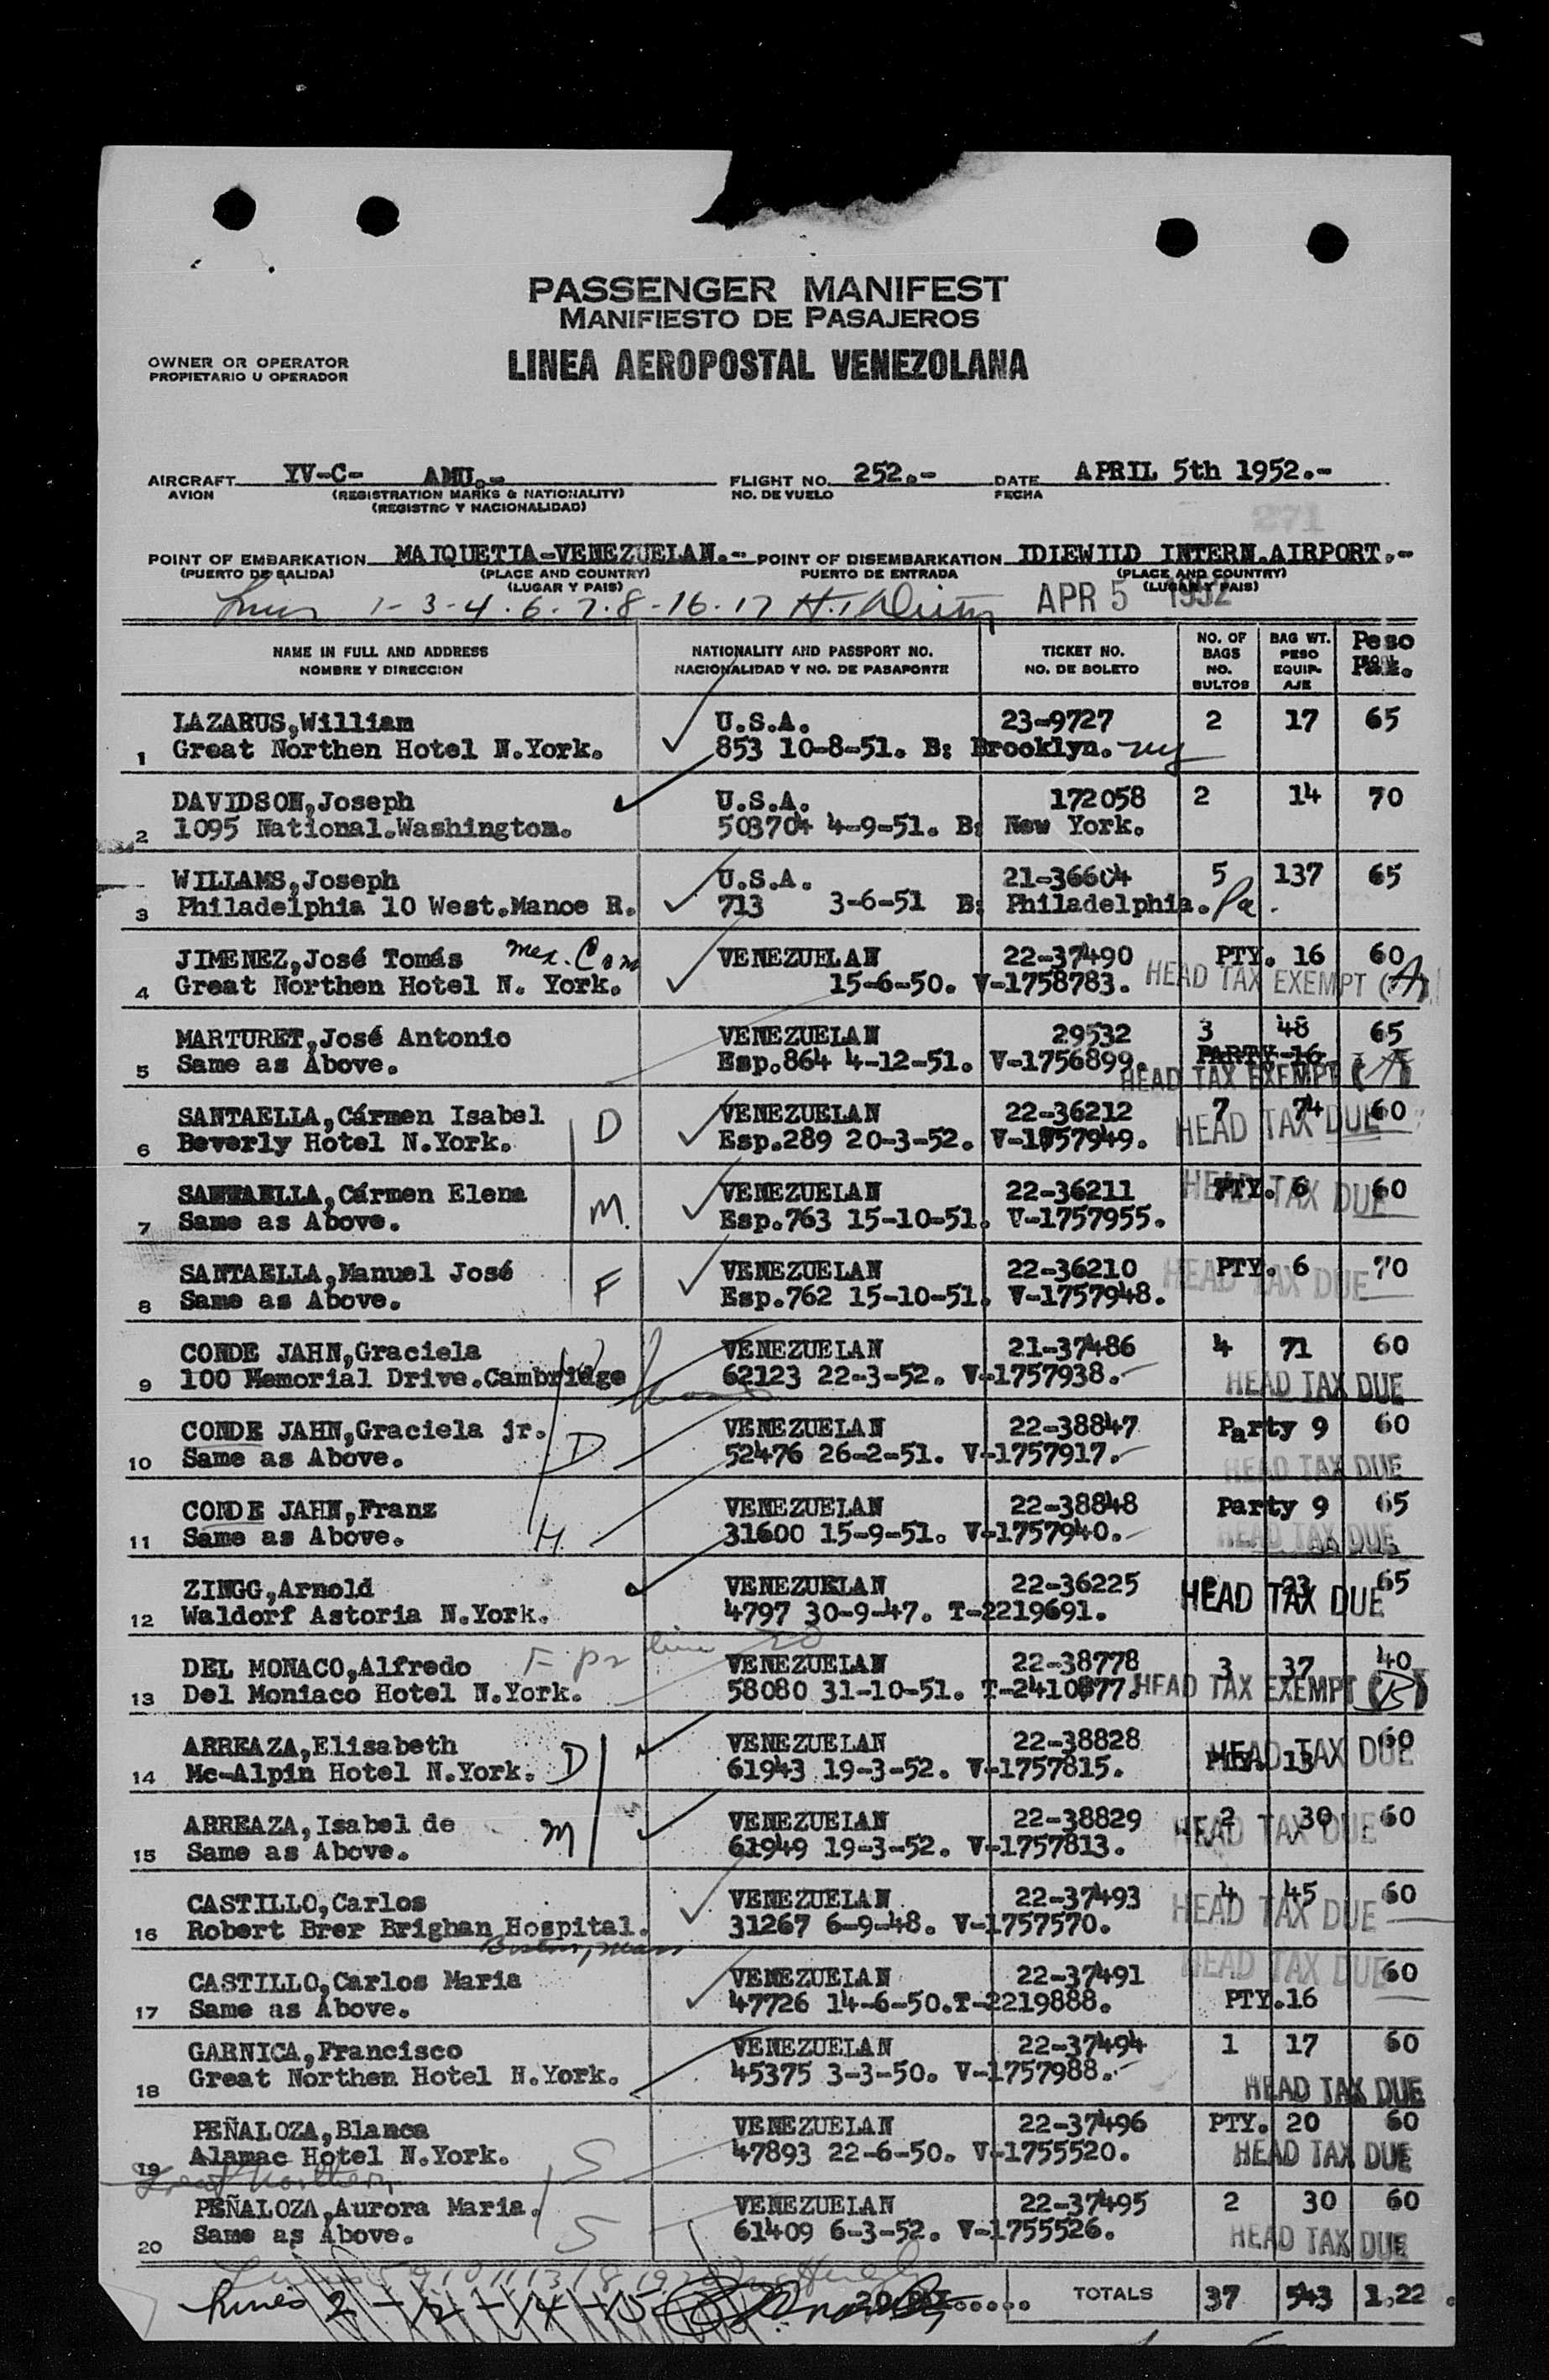 PASSENGER MANIFEST
MANIFIESTO DE PASAJEROS
OWNER OR OPERATOR
PROPIETARIO U OPERADOR
LINEA AEROPOSTAL VENEZOLANA
AIRCRAFT YV-C- AMU.- FLIGHT NO. 252.- DATE APRIL 5th 1952.-
AVION (REGISTRATION MARKS & NATIONALITY) NO. DE VUELO FECHA
(REGISTRO Y NACIONALIDAD)
271
POINT OF EMBARKATION MAIQUETIA-VENEZUELAN.- POINT OF DISEMBARKATION IDIEWILD INTERN.AIRPORT.-
(PUERTO DE SALIDA) (PLACE AND COUNTRY) PUERTO DE ENTRADA (PLACE AND COUNTRY)
(LUGAR Y PAIS) (LUGAR Y PAIS)
1-3-4.6-7.8-16.17 APR 5 1952
NAME IN FULL AND ADDRESS NATIONALITY AND PASSPORT NO. TICKET NO. NO. OF BAGS BAG WT. Peso
NOMBRE Y DIRECCION NACIONALIDAD Y NO. DE PASAPORTE NO. DE BOLETO NO. BULTOS PESO EQUIP-AJE
LAZARUS,William U.S.A. 23-9727 2 17 65
1 Great Northen Hotel N.York. 853 10-8-51. B: Brooklyn. ny
DAVIDSON,Joseph U.S.A. 172058 2 14 70
2 1095 National.Washington. 503704 4-9-51. B: New York.
WILLAMS,Joseph U.S.A. 21-36604 5 137 65
3 Philadelphia 10 West.Manoe R. 713 3-6-51 B: Philadelphia. Pa.
JIMENEZ,José Tomás VENEZUELAN 22-37490 PTY. 16 60
4 Great Northen Hotel N. York. 15-6-50. V-1758783. HEAD TAX EXEMPT (A)
MARTURET,José Antonio VENEZUELAN 29532 3 48 65
5 Same as Above. Esp.864 4-12-51. V-1756899. PARTY-16 HEAD TAX EXEMPT (A)
SANTAELLA,Cármen Isabel D VENEZUELAN 22-36212 7 74 60
6 Beverly Hotel N.York. Esp.289 20-3-52. V-1757949. HEAD TAX DUE
SANTAELLA,Cármen Elena M. VENEZUELAN 22-36211 PTY. 6 60
7 Same as Above. Esp.763 15-10-51. V-1757955. HEAD TAX DUE
SANTAELLA,Manuel José F VENEZUELAN 22-36210 PTY. 6 70
8 Same as Above. Esp.762 15-10-51. V-1757948. HEAD TAX DUE
CONDE JAHN,Graciela VENEZUELAN 21-37486 4 71 60
9 100 Memorial Drive.Cambridge 62123 22-3-52. V-1757938. HEAD TAX DUE
CONDE JAHN,Graciela jr. D VENEZUELAN 22-38847 Party 9 60
10 Same as Above. 52476 26-2-51. V-1757917. HEAD TAX DUE
CONDE JAHN,Franz VENEZUELAN 22-38848 Party 9 65
11 Same as Above. H. 31600 15-9-51. V-1757940. HEAD TAX DUE
ZINGG,Arnold VENEZUELAN 22-36225 23 65
12 Waldorf Astoria N.York. 4797 30-9-47. T-2219691. HEAD TAX DUE
DEL MONACO,Alfredo F line 20 VENEZUELAN 22-38778 3 37 40
13 Del Moniaco Hotel N.York. 58080 31-10-51. T-2410877. HEAD TAX EXEMPT (B)
ARREAZA,Elisabeth VENEZUELAN 22-38828 60
14 Mc-Alpin Hotel N.York. D 61943 19-3-52. V-1757815. PTY. 13 HEAD TAX DUE
ARREAZA,Isabel de M VENEZUELAN 22-38829 2 30 60
15 Same as Above. 61949 19-3-52. V-1757813. HEAD TAX DUE
CASTILLO,Carlos VENEZUELAN 22-37493 4 45 60
16 Robert Brer Brighan Hospital. 31267 6-9-48. V-1757570. HEAD TAX DUE
Boston, Mass
CASTILLO,Carlos Maria VENEZUELAN 22-37491 HEAD TAX DUE 60
17 Same as Above. 47726 14-6-50.T-2219888. PTY.16
GARNICA,Francisco VENEZUELAN 22-37494 1 17 60
18 Great Northen Hotel N.York. 45375 3-3-50. V-1757988. HEAD TAX DUE
PEÑALOZA,Blanca VENEZUELAN 22-37496 PTY. 20 60
19 Alamac Hotel N.York. S 47893 22-6-50. V-1755520. HEAD TAX DUE
Great Northern
PEÑALOZA,Aurora Maria. VENEZUELAN 22-37495 2 30 60
20 Same as Above. S 61409 6-3-52. V-1755526. HEAD TAX DUE
Lines 2-12-14-15 TOTALS 37 543 1.22